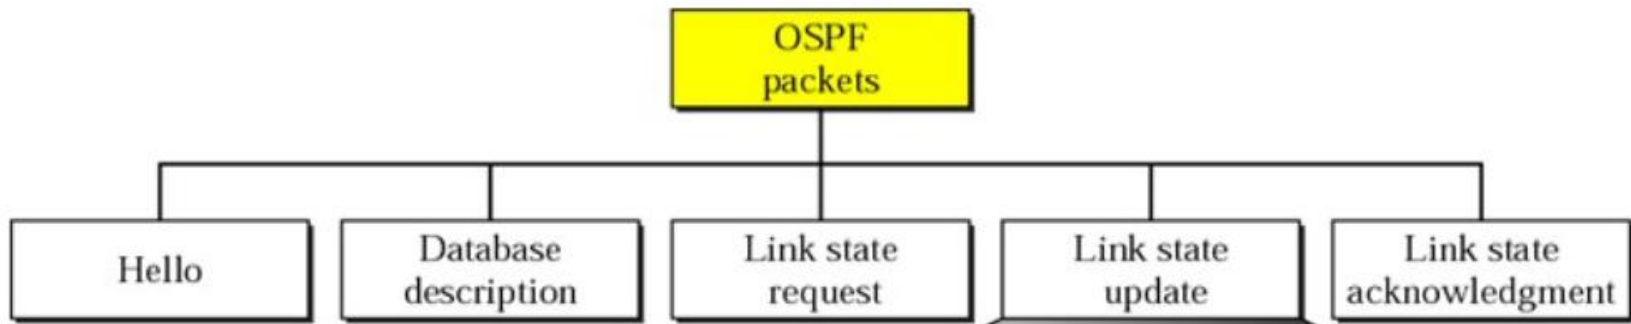 OSPF
packets
Hello
Database
description
Link state
request
Link state
update
Link state
acknowledgment